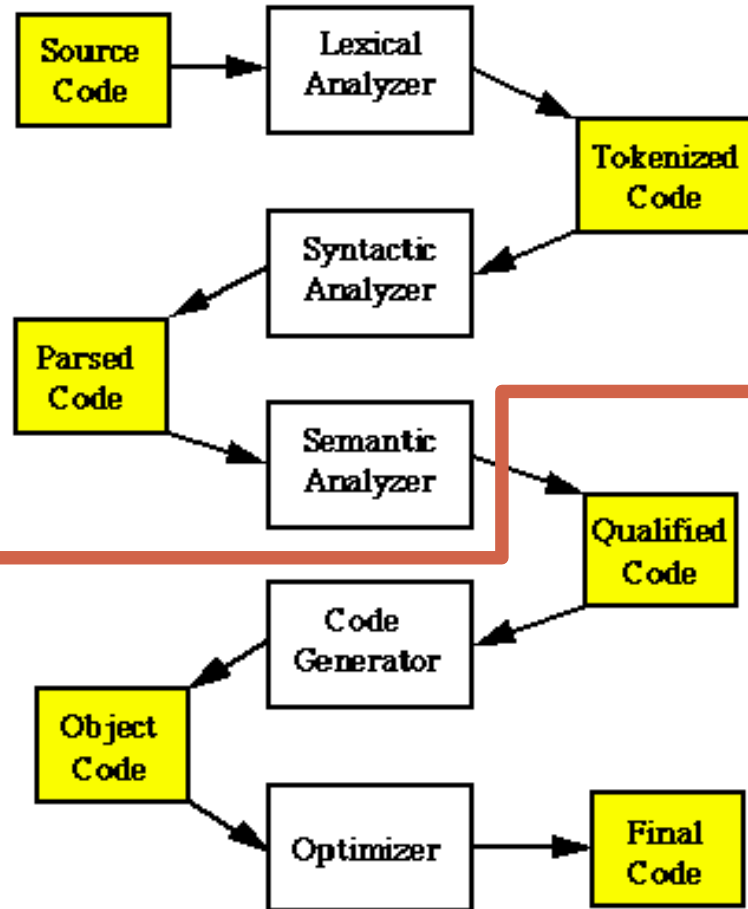 Source
Code
Lexical
Analyzer
Tokenized
Code
Syntactic
Analyzer
Parsed
Code
Semantic
Analyzer
Qualified
Code
Code
Generator
Object
Code
Optimizer
Final
Code